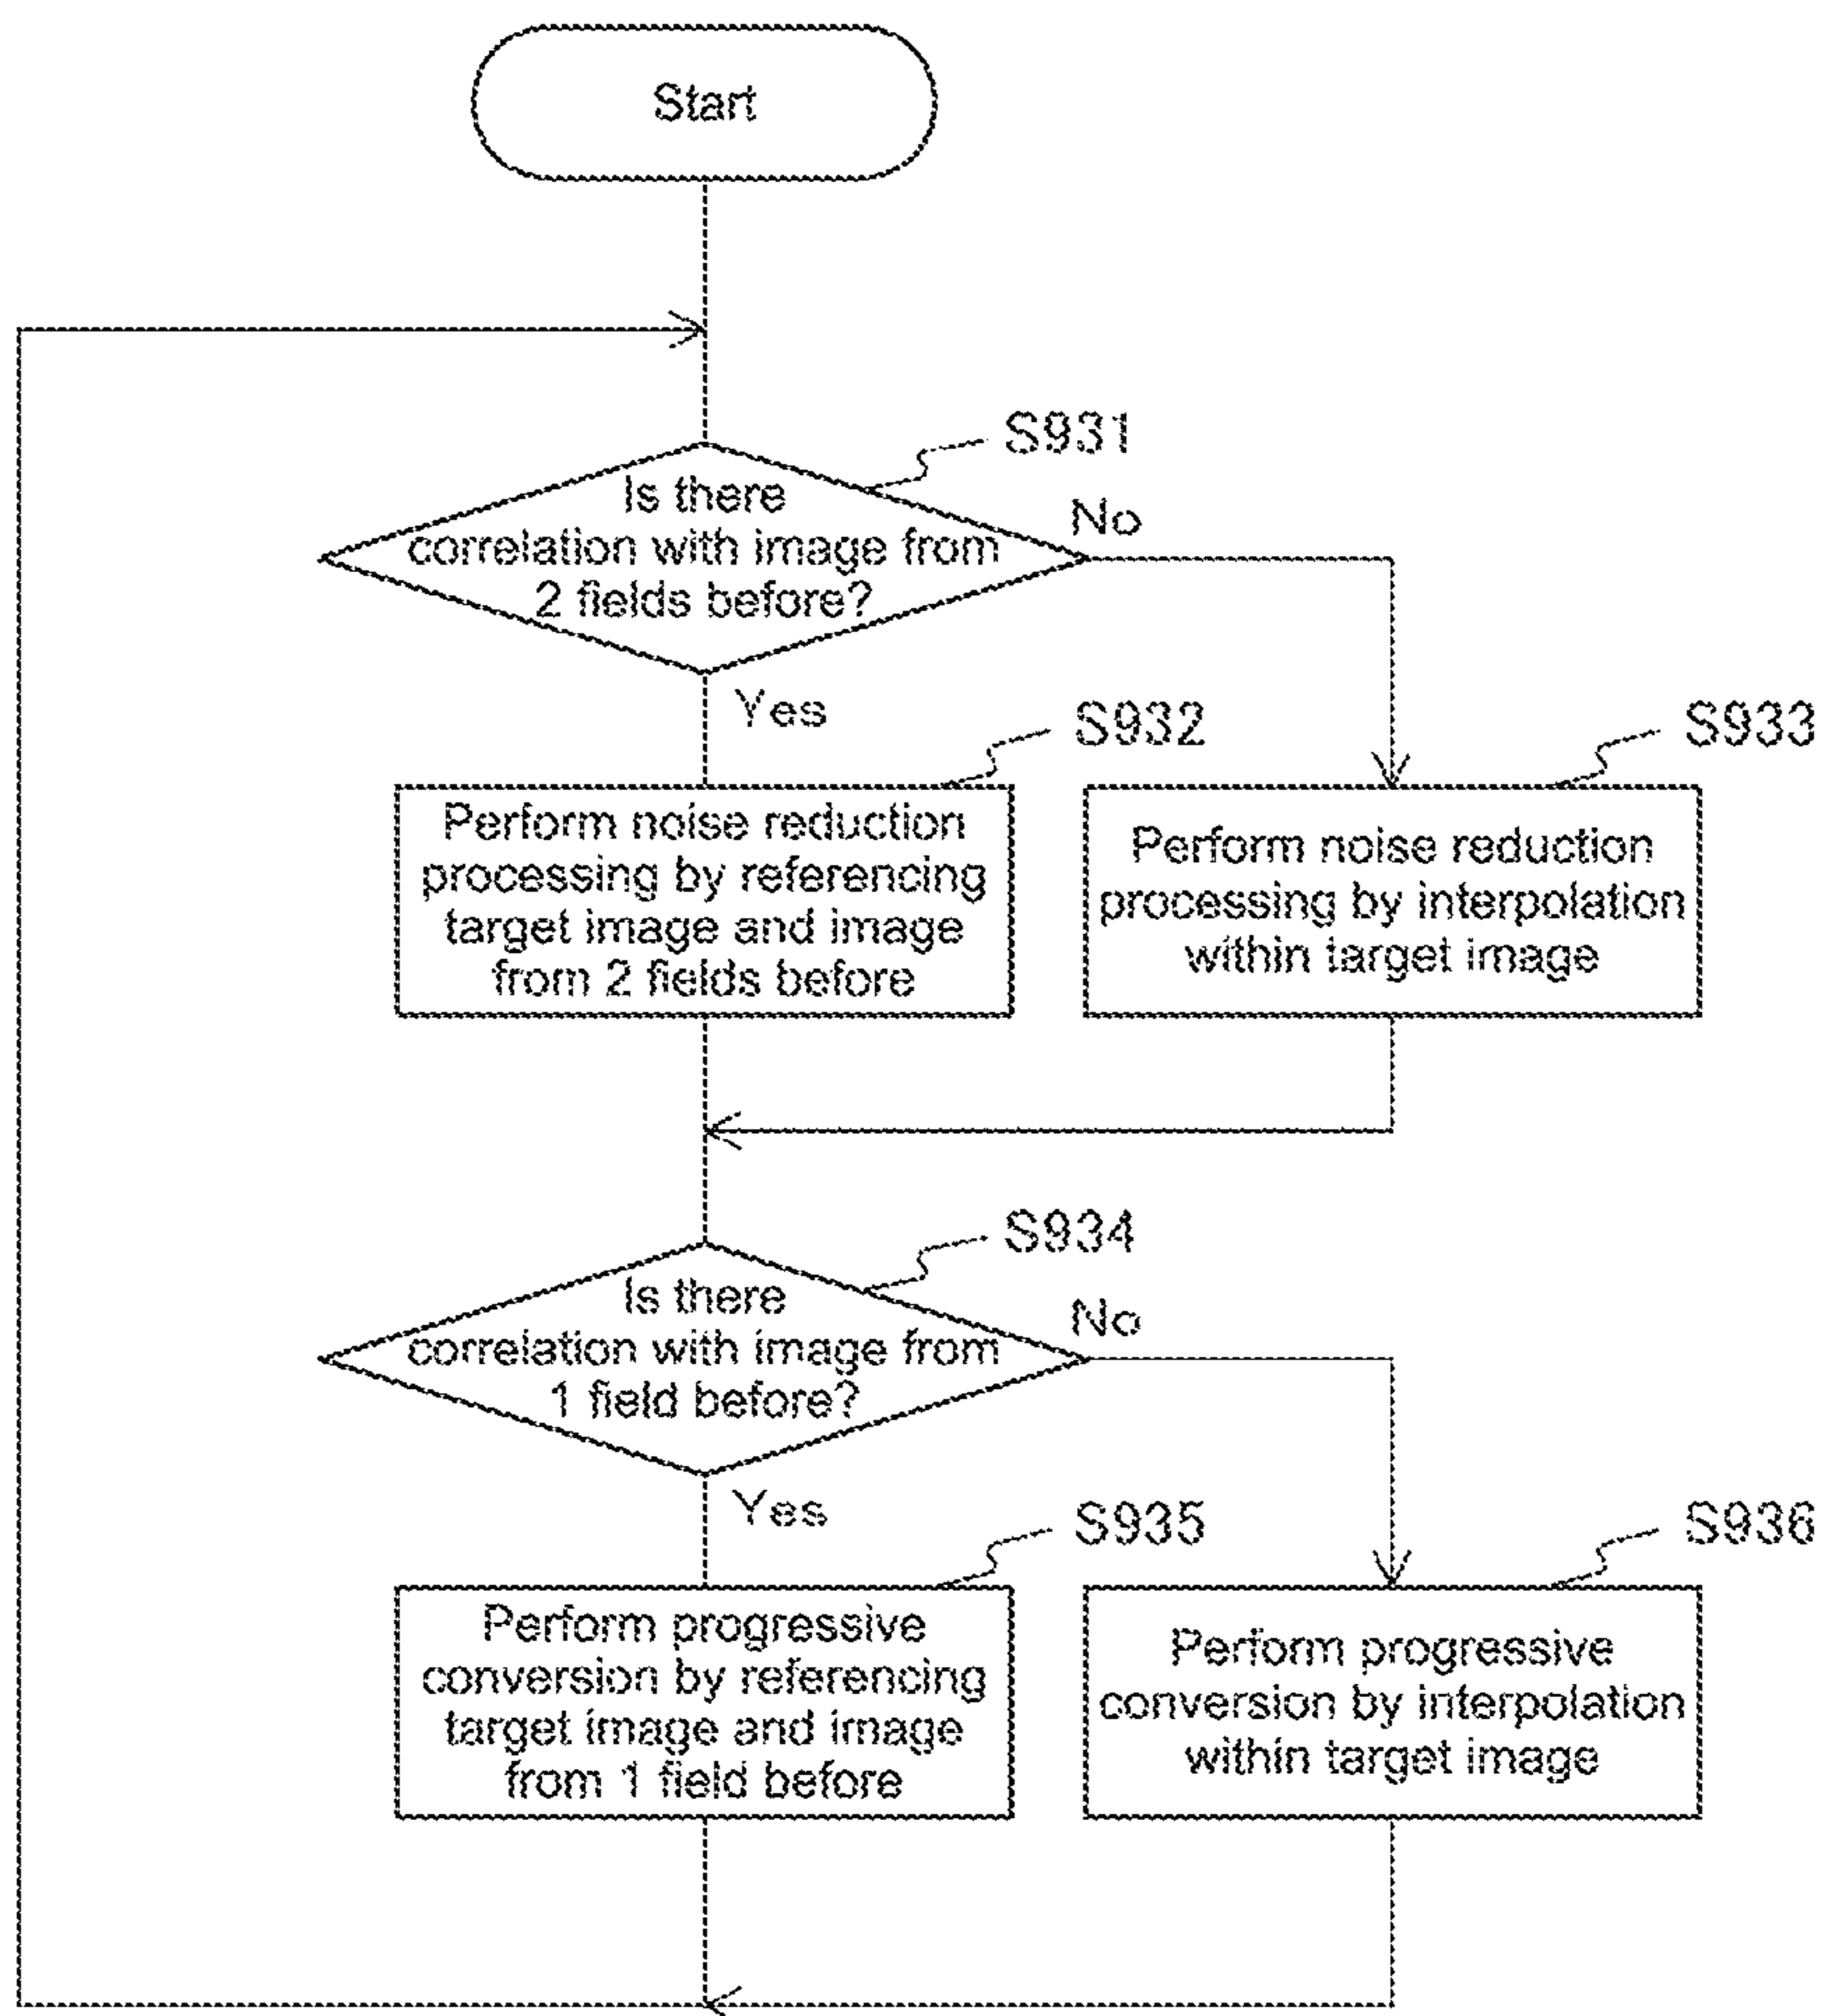 Start
S931
Is there
correlation with image from
2 fields before?
No
Yes
S932
Perform noise reduction
processing by referencing
target image and image
from 2 fields before
S933
Perform noise reduction
processing by interpolation
within target image
S934
Is there
correlation with image from
1 field before?
No
Yes
S935
Perform progressive
conversion by referencing
target image and image
from 1 field before
S936
Perform progressive
conversion by interpolation
within target image